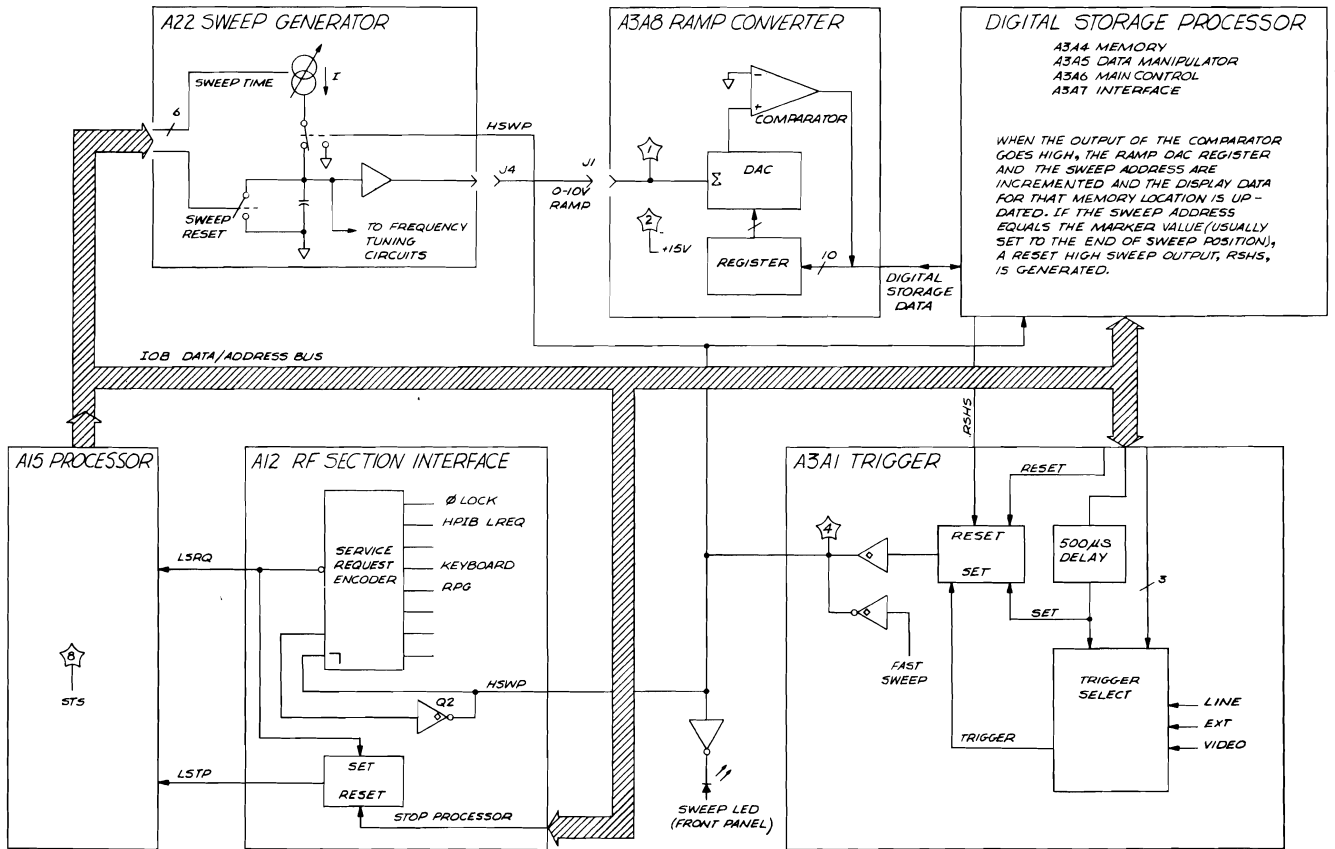 A22 SWEEP GENERATOR
SWEEP TIME
I
6
HSWP
SWEEP
RESET
TO FREQUENCY
TUNING
CIRCUITS
J4
J1
0-10V
RAMP
A3A8 RAMP CONVERTER
-
+
COMPARATOR
1
Σ
DAC
2
+15V
REGISTER
10
DIGITAL
STORAGE
DATA
DIGITAL STORAGE PROCESSOR
A3A4 MEMORY
A3A5 DATA MANIPULATOR
A3A6 MAIN CONTROL
A3A7 INTERFACE
WHEN THE OUTPUT OF THE COMPARATOR
GOES HIGH, THE RAMP DAC REGISTER
AND THE SWEEP ADDRESS ARE
INCREMENTED AND THE DISPLAY DATA
FOR THAT MEMORY LOCATION IS UP-
DATED. IF THE SWEEP ADDRESS
EQUALS THE MARKER VALUE (USUALLY
SET TO THE END OF SWEEP POSITION),
A RESET HIGH SWEEP OUTPUT, RSHS,
IS GENERATED.
IOB DATA/ADDRESS BUS
RSHS
A15 PROCESSOR
LSRQ
8
STS
LSTP
A12 RF SECTION INTERFACE
SERVICE
REQUEST
ENCODER
Ø LOCK
HPIB LREQ
KEYBOARD
RPG
Q2
HSWP
SET
RESET
STOP PROCESSOR
SWEEP LED
(FRONT PANEL)
A3A1 TRIGGER
4
FAST
SWEEP
RESET
RESET
SET
SET
500µS
DELAY
3
TRIGGER
TRIGGER
SELECT
LINE
EXT
VIDEO